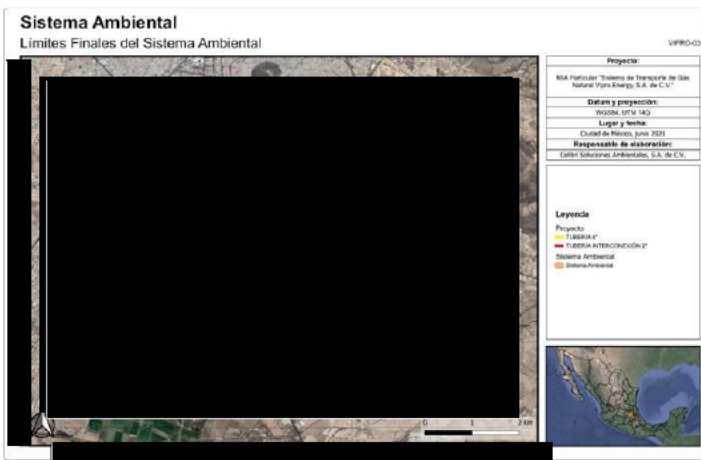 Sistema Ambiental
Límites Finales del Sistema Ambiental
VIPRO-03
Proyecto:
MIA Particular "Sistema de Transporte de Gas
Natural Vipro Energy, S.A. de C.V."
Datum y proyección:
WGS84, UTM 14Q
Lugar y fecha:
Ciudad de México, junio 2021
Responsable de elaboración:
Colibrí Soluciones Ambientales, S.A. de C.V.
Leyenda
Proyecto
TUBERÍA 4"
TUBERÍA INTERCONEXIÓN 2"
Sistema Ambiental
Sistema Ambiental
0 1 2 km